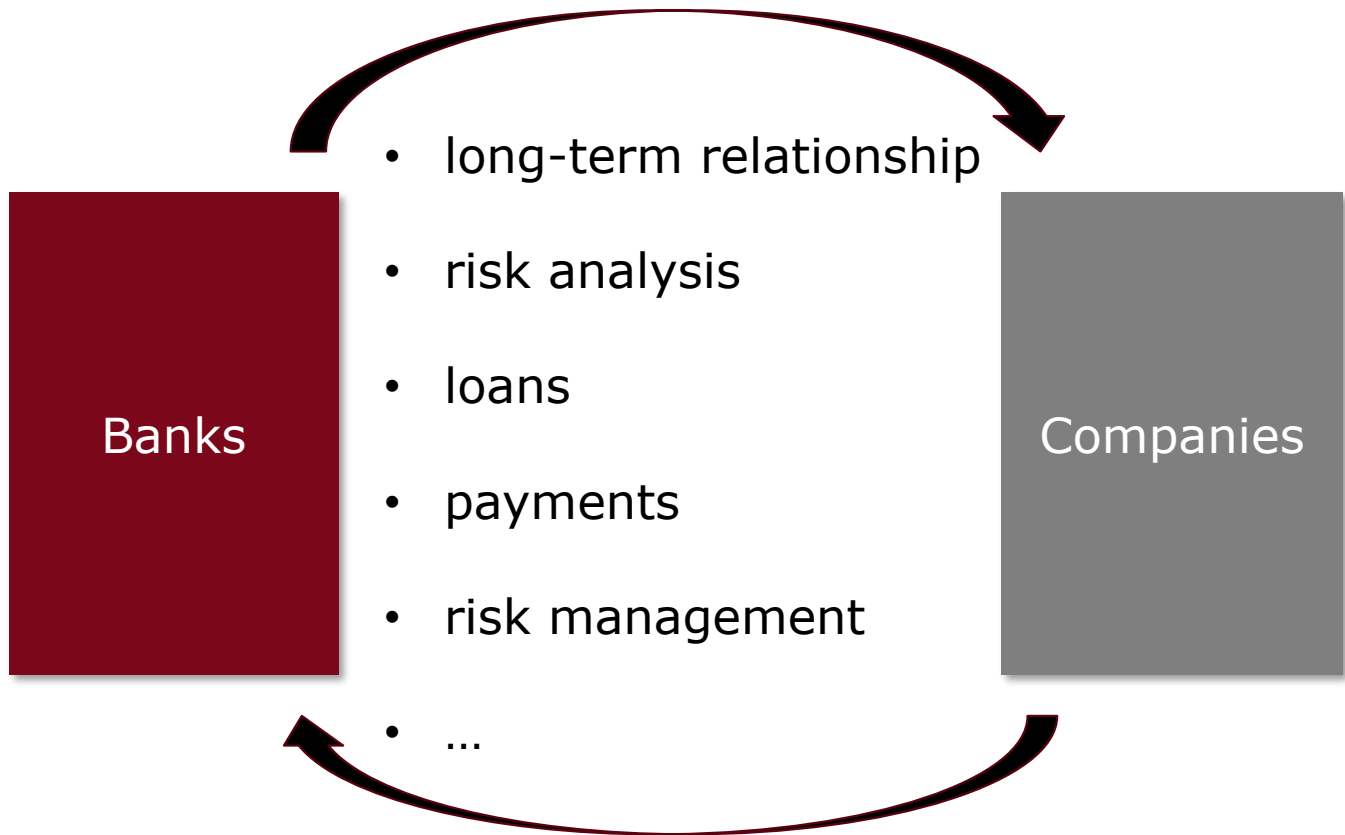 • long-term relationship
• risk analysis
• loans
Banks
Companies
• payments
• risk management
• …